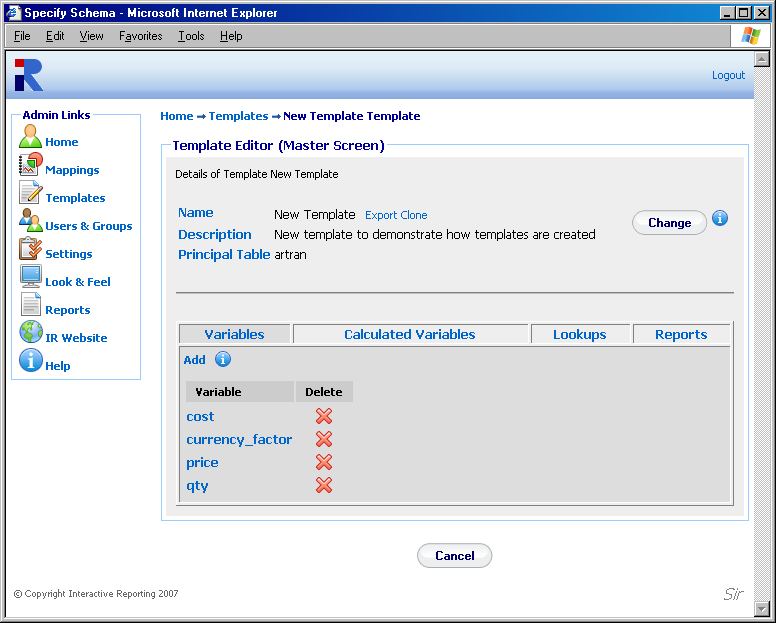 Specify Schema - Microsoft Internet Explorer
File Edit View Favorites Tools Help
R
Logout
Admin Links
Home
Mappings
Templates
Users & Groups
Settings
Look & Feel
Reports
IR Website
Help
Home → Templates → New Template Template
Template Editor (Master Screen)
Details of Template New Template
Name New Template Export Clone
Change
Description New template to demonstrate how templates are created
Principal Table artran
Variables Calculated Variables Lookups Reports
Add
Variable Delete
cost
currency_factor
price
qty
Cancel
© Copyright Interactive Reporting 2007
Sir